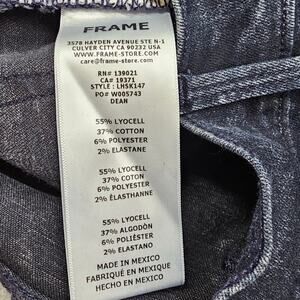 FRAME
3578 HAYDEN AVENUE STE N-1
CULVER CITY CA 90232 USA
WWW.FRAME-STORE.COM
care@frame-store.com
RN# 139021
CA# 19371
STYLE : LHSK147
PO# W005743
DEAN
55% LYOCELL
37% COTTON
6% POLYESTER
2% ELASTANE
55% LYOCELL
37% COTON
6% POLYESTER
2% ÉLASTHANNE
55% LYOCELL
37% ALGODÓN
6% POLIÉSTER
2% ELASTANO
MADE IN MEXICO
FABRIQUÉ EN MEXIQUE
HECHO EN MEXICO